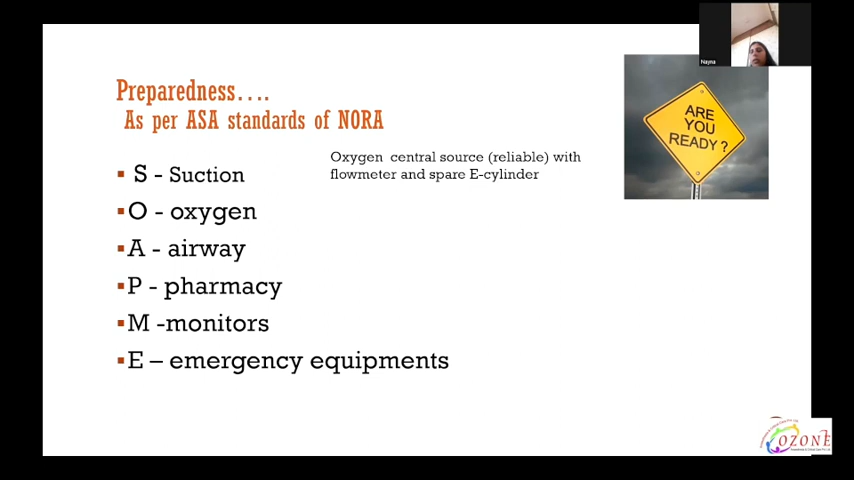 Preparedness….
As per ASA standards of NORA
▪ S - Suction
▪O - oxygen
▪A - airway
▪P - pharmacy
▪M -monitors
▪E – emergency equipments
Oxygen central source (reliable) with
flowmeter and spare E-cylinder
ARE
YOU
READY ?
Nayna
OZONE